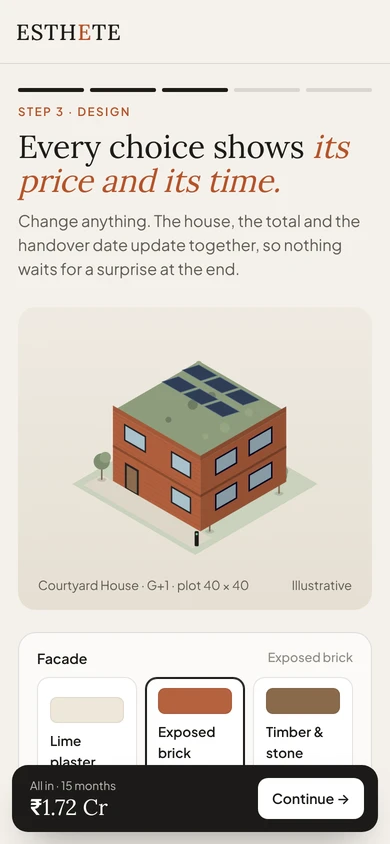 ESTHETE
STEP 3 · DESIGN
Every choice shows its
price and its time.
Change anything. The house, the total and the
handover date update together, so nothing
waits for a surprise at the end.
Courtyard House · G+1 · plot 40 × 40 Illustrative
Facade Exposed brick
Lime
plaster
Exposed
brick
Timber &
stone
All in · 15 months
₹1.72 Cr
Continue →